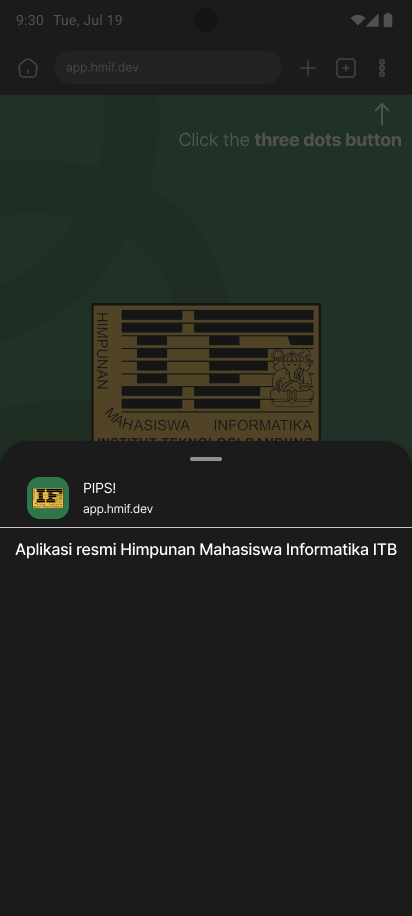 9:30 Tue, Jul 19
app.hmif.dev
Click the three dots button
HIMPUNAN
MAHASISWA INFORMATIKA
INSTITUT TEKNOLOGI BANDUNG
IF
PIPS!
app.hmif.dev
Aplikasi resmi Himpunan Mahasiswa Informatika ITB